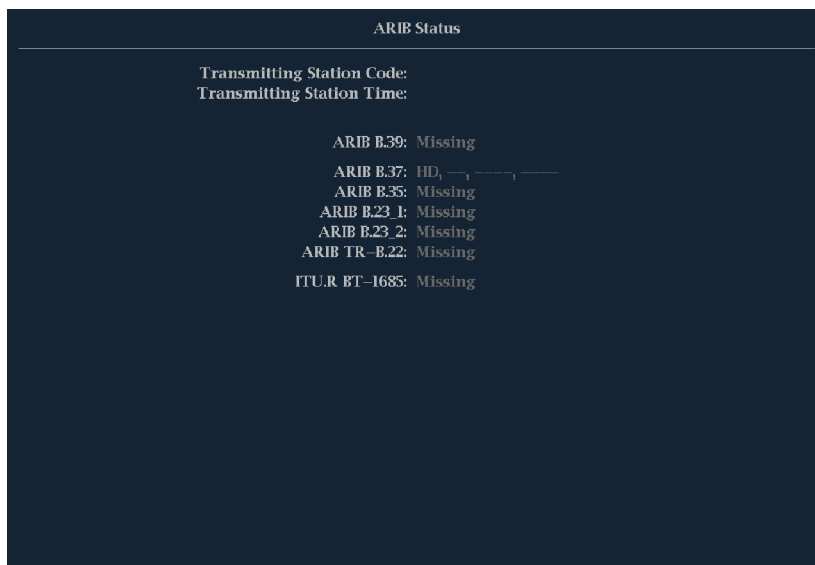 ARIB Status
Transmitting Station Code:
Transmitting Station Time:
ARIB B.39: Missing
ARIB B.37: HD, --, ----, ----
ARIB B.35: Missing
ARIB B.23_1: Missing
ARIB B.23_2: Missing
ARIB TR-B.22: Missing
ITU.R BT-1685: Missing